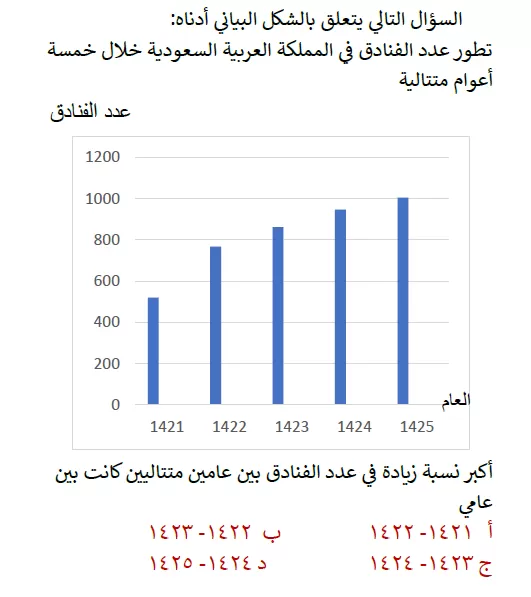 السؤال التالي يتعلق بالشكل البياني أدناه:
تطور عدد الفنادق في المملكة العربية السعودية خلال خمسة
أعوام متتالية
عدد الفنادق
1200
1000
800
600
400
200
0
العام
1421 1422 1423 1424 1425
أكبر نسبة زيادة في عدد الفنادق بين عامين متتاليين كانت بين
عامي
أ ١٤٢١- ١٤٢٢ ب ١٤٢٢- ١٤٢٣
ج ١٤٢٣- ١٤٢٤ د ١٤٢٤- ١٤٢٥